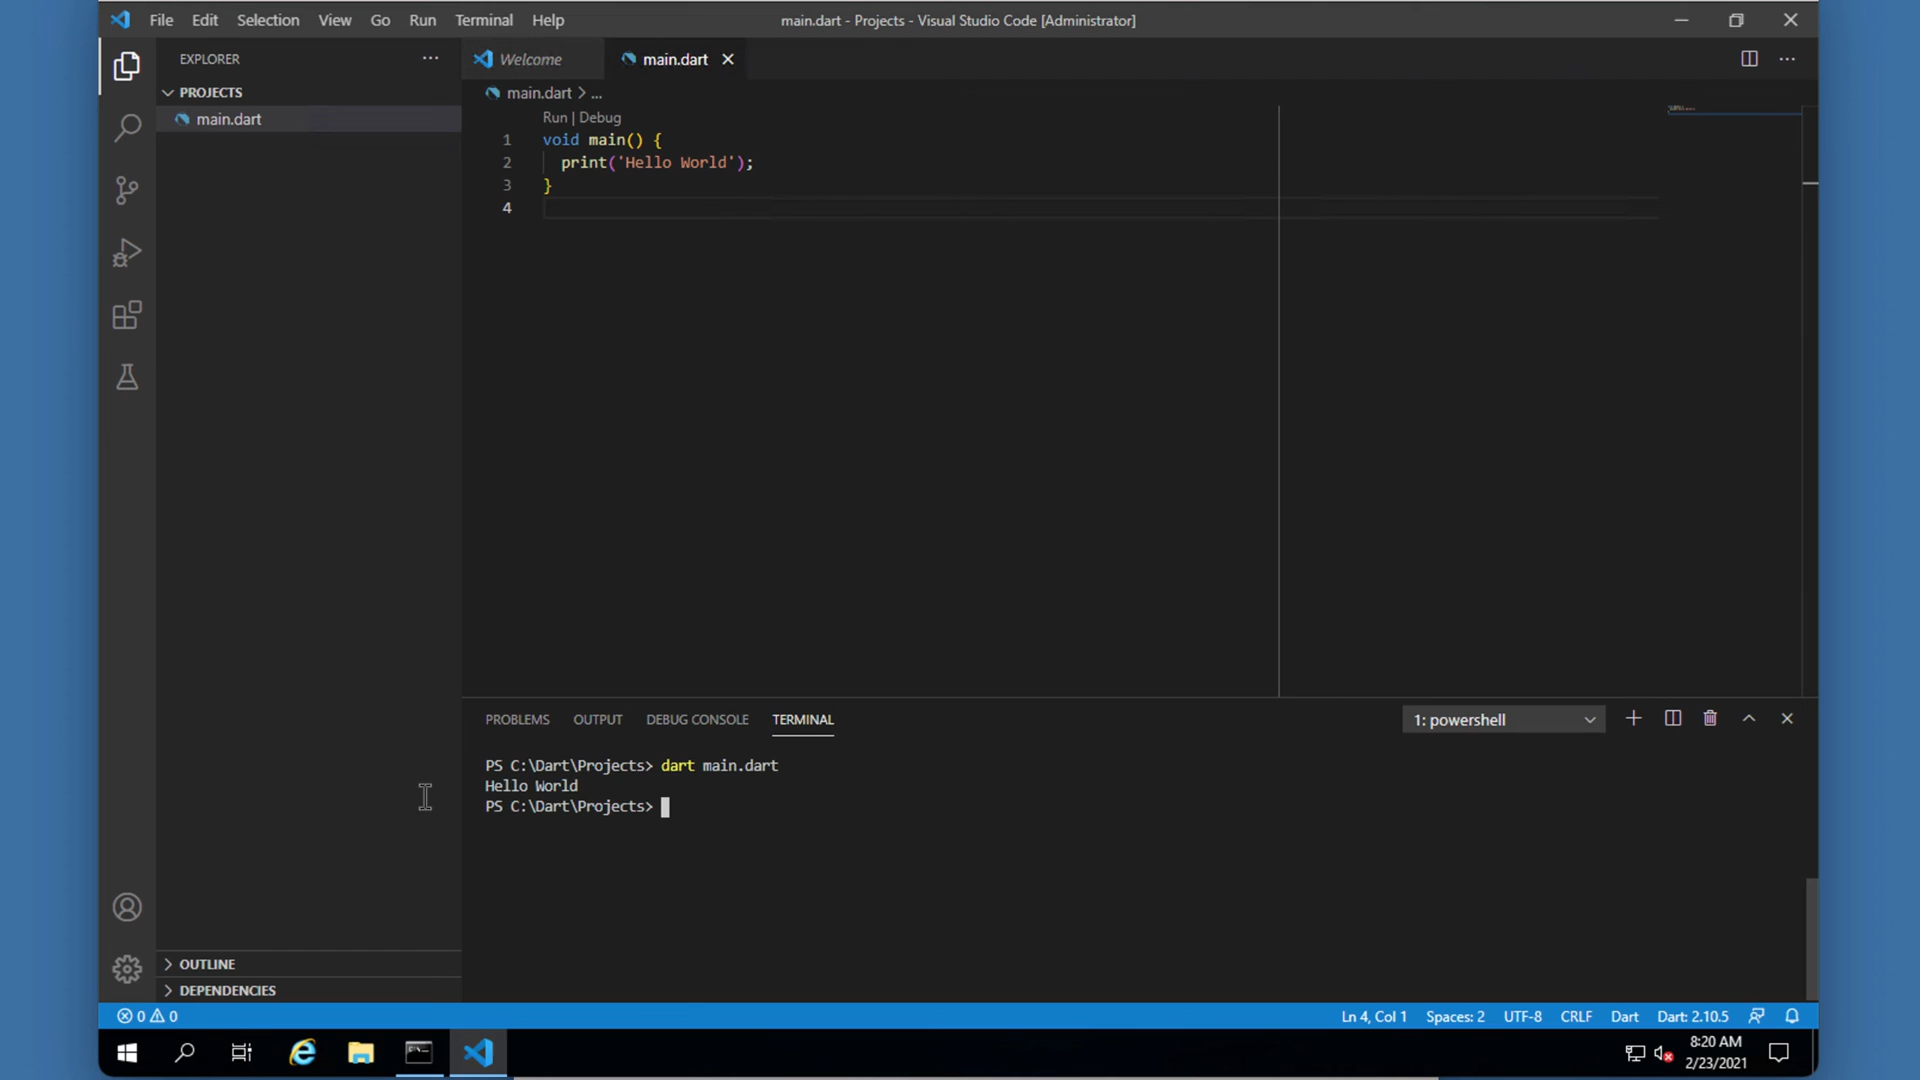 File Edit Selection View Go Run Terminal Help
main.dart - Projects - Visual Studio Code [Administrator]
EXPLORER
PROJECTS
main.dart
Welcome
main.dart
main.dart > ...
Run | Debug
1 void main() {
2 print('Hello World');
3 }
4
PROBLEMS OUTPUT DEBUG CONSOLE TERMINAL
1: powershell
PS C:\Dart\Projects> dart main.dart
Hello World
PS C:\Dart\Projects>
OUTLINE
DEPENDENCIES
0 0
Ln 4, Col 1 Spaces: 2 UTF-8 CRLF Dart Dart: 2.10.5
8:20 AM
2/23/2021